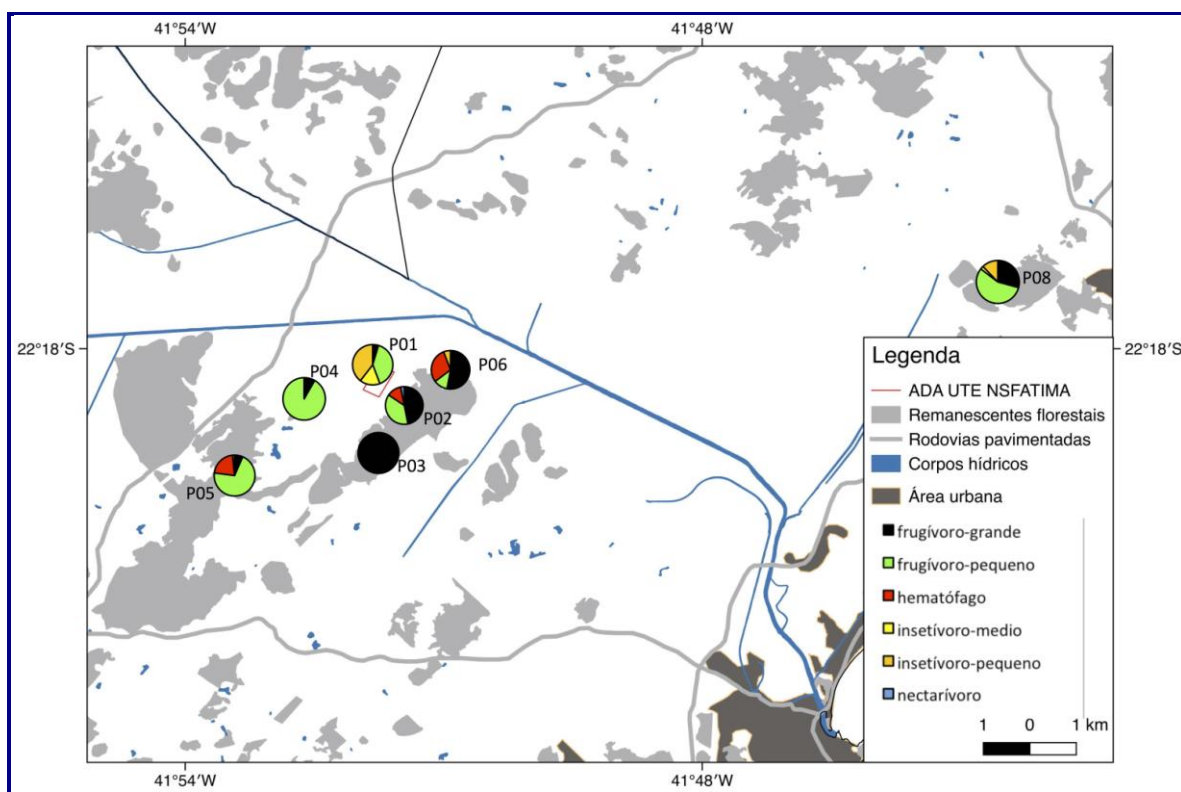 41°54′W
41°48′W
22°18′S
22°18′S
P08
P01
P06
P04
P02
P03
P05
Legenda
ADA UTE NSFATIMA
Remanescentes florestais
Rodovias pavimentadas
Corpos hídricos
Área urbana
frugívoro-grande
frugívoro-pequeno
hematófago
insetívoro-medio
insetívoro-pequeno
nectarívoro
1 0 1 km
41°54′W
41°48′W